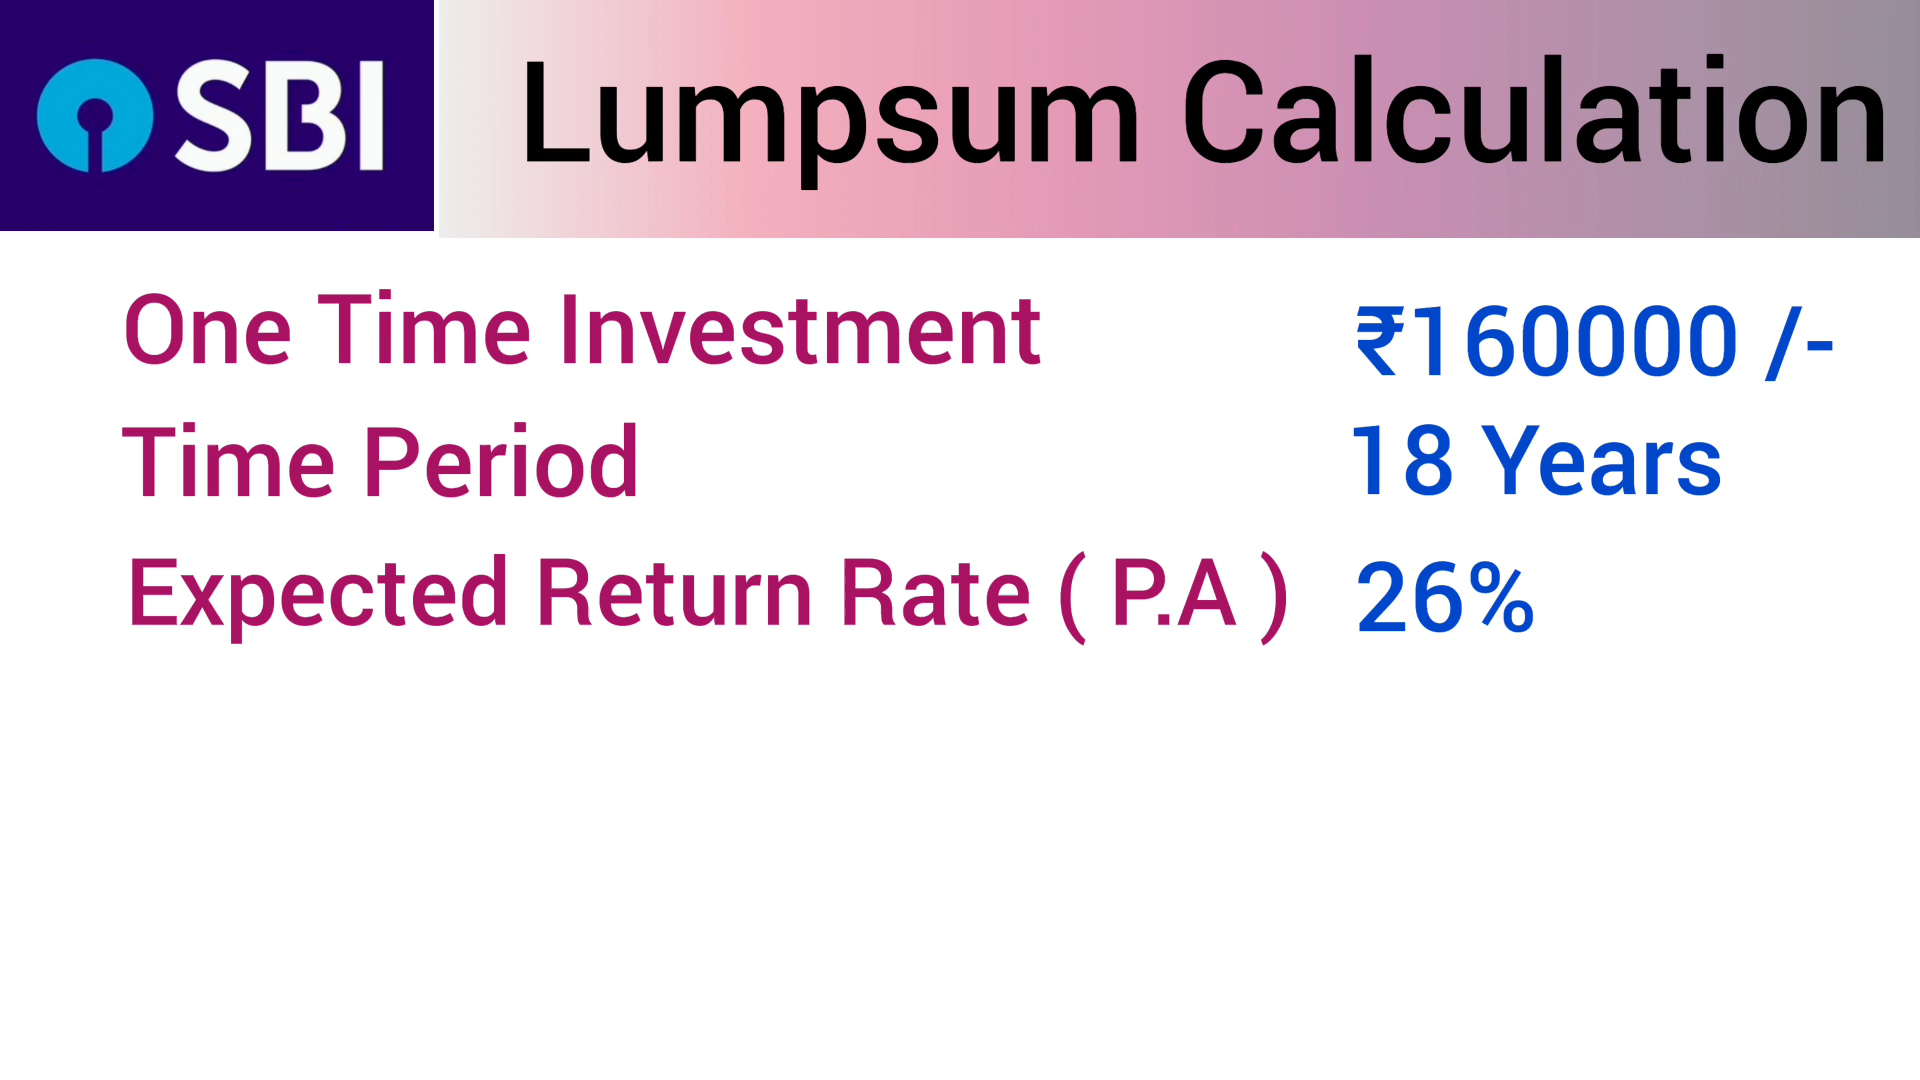 SBI Lumpsum Calculation
One Time Investment ₹160000 /-
Time Period 18 Years
Expected Return Rate ( P.A ) 26%